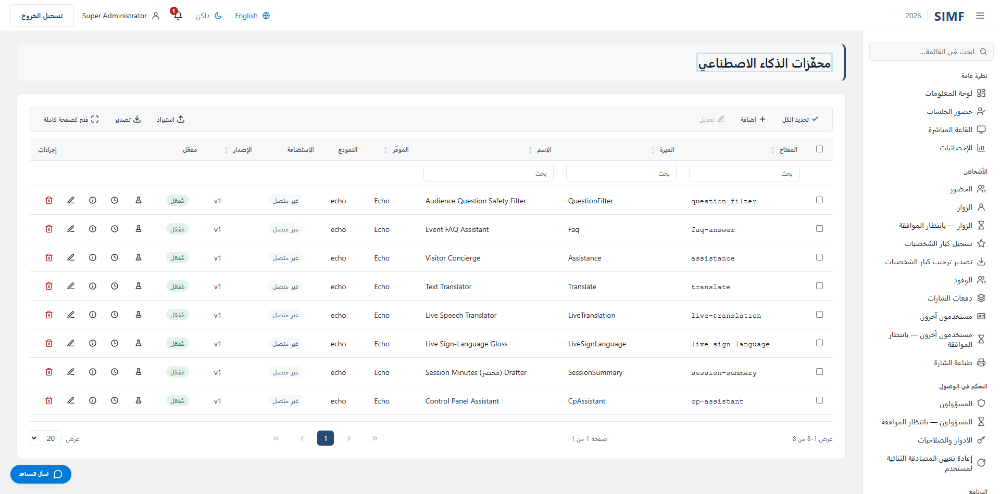 SIMF 2026
English داكن 1 Super Administrator تسجيل الخروج
ابحث في القائمة...
نظرة عامة
لوحة المعلومات
حضور الجلسات
القاعة المباشرة
الإحصائيات
الأشخاص
الحضور
الزوار
الزوار — بانتظار الموافقة
تسجيل كبار الشخصيات
تصدير ترحيب كبار الشخصيات
الوفود
دفعات الشارات
مستخدمون آخرون
مستخدمون آخرون — بانتظار
الموافقة
طباعة الشارة
التحكم في الوصول
المسؤولون
المسؤولون — بانتظار الموافقة
الأدوار والصلاحيات
إعادة تعيين المصادقة الثنائية
لمستخدم
البرنامج
محفّزات الذكاء الاصطناعي
تحديد الكل إضافة تعديل استيراد تصدير فتح كصفحة كاملة
المفتاح الميزة الاسم الموفّر النموذج الاستضافة الإصدار مفعّل إجراءات
بحث بحث بحث
question-filter QuestionFilter Audience Question Safety Filter Echo echo غير متصل v1 مُفعّل
faq-answer Faq Event FAQ Assistant Echo echo غير متصل v1 مُفعّل
assistance Assistance Visitor Concierge Echo echo غير متصل v1 مُفعّل
translate Translate Text Translator Echo echo غير متصل v1 مُفعّل
live-translation LiveTranslation Live Speech Translator Echo echo غير متصل v1 مُفعّل
live-sign-language LiveSignLanguage Live Sign-Language Gloss Echo echo غير متصل v1 مُفعّل
session-summary SessionSummary Session Minutes (محضر) Drafter Echo echo غير متصل v1 مُفعّل
cp-assistant CpAssistant Control Panel Assistant Echo echo غير متصل v1 مُفعّل
عرض 1–8 من 8 صفحة 1 من 1 » › 1 ‹ « عرض 20
اسأل المساعد